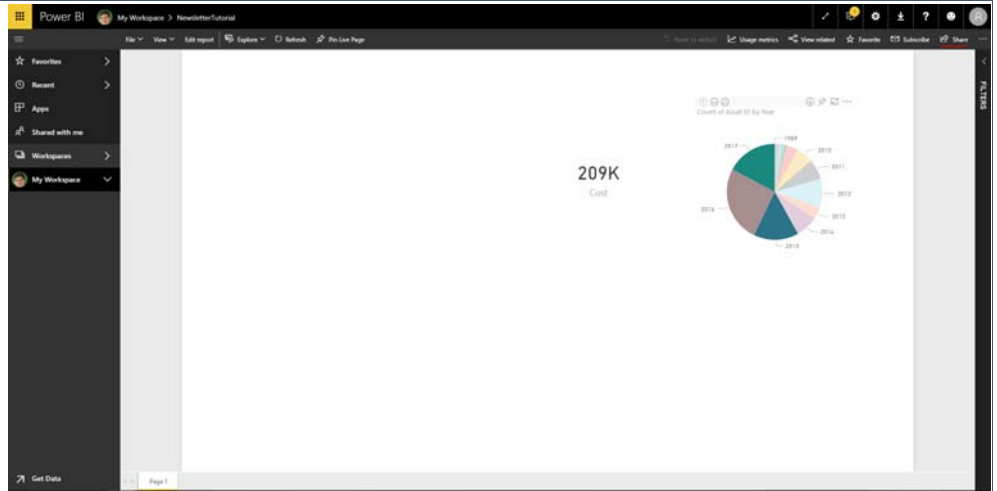 Power BI My Workspace > NewsletterTutorial
File View Edit report Explore Refresh Pin Live Page Usage metrics View related Favorite Subscribe Share
Favorites
Recent
Apps
Shared with me
Workspaces
My Workspace
FILTERS
Count of Asset ID by Year
209K
Cost
1989
2010
2011
2012
2013
2014
2015
2016
2017
Get Data
Page 1